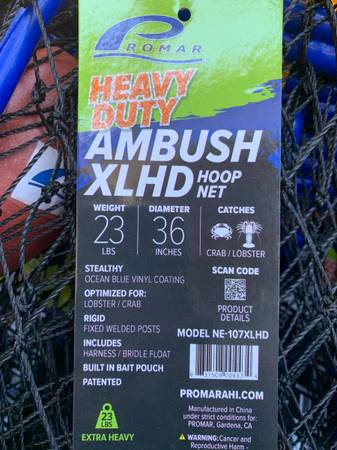 PROMAR
HEAVY
DUTY
AMBUSH
XLHD HOOP
NET
WEIGHT
23
LBS
DIAMETER
36
INCHES
CATCHES
CRAB / LOBSTER
STEALTHY
OCEAN BLUE VINYL COATING
OPTIMIZED FOR:
LOBSTER / CRAB
RIGID
FIXED WELDED POSTS
INCLUDES
HARNESS / BRIDLE FLOAT
BUILT IN BAIT POUCH
PATENTED
SCAN CODE
PRODUCT
DETAILS
MODEL NE-107XLHD
PROMARHI.COM
Manufactured in China
under strict conditions for:
PROMAR, Gardena, CA
23
LBS
EXTRA HEAVY
WARNING: Cancer and
Reproductive Harm -